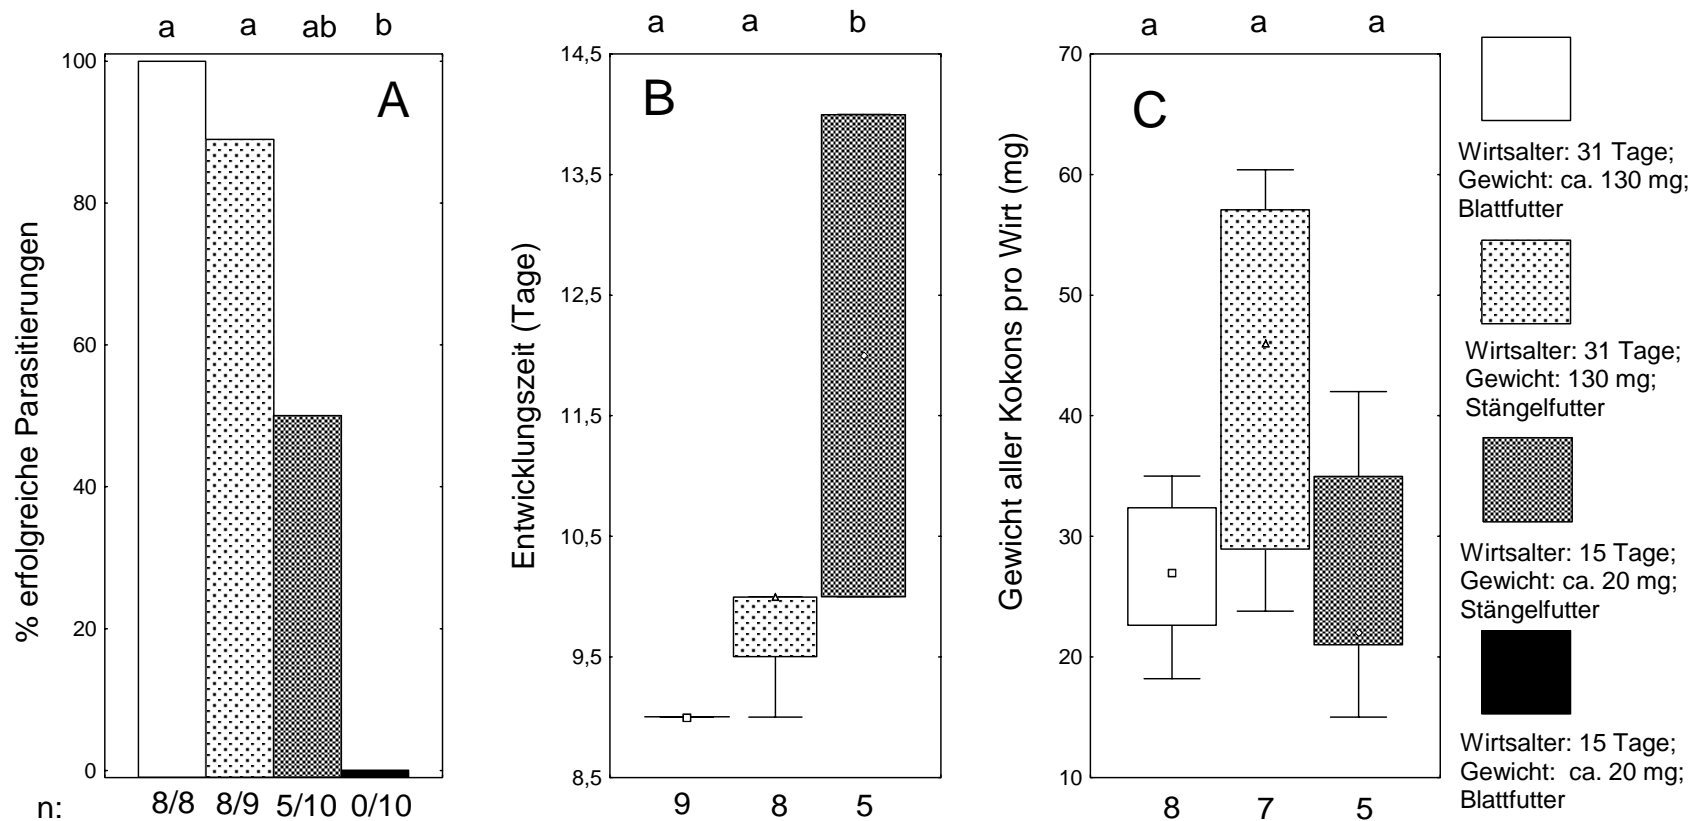 a a ab b
A
% erfolgreiche Parasitierungen
100
80
60
40
20
0
n: 8/8 8/9 5/10 0/10
a a b
B
Entwicklungszeit (Tage)
14,5
13,5
12,5
11,5
10,5
9,5
8,5
9 8 5
a a a
C
Gewicht aller Kokons pro Wirt (mg)
70
60
50
40
30
20
10
8 7 5
Wirtsalter: 31 Tage;
Gewicht: ca. 130 mg;
Blattfutter
Wirtsalter: 31 Tage;
Gewicht: 130 mg;
Stängelfutter
Wirtsalter: 15 Tage;
Gewicht: ca. 20 mg;
Stängelfutter
Wirtsalter: 15 Tage;
Gewicht: ca. 20 mg;
Blattfutter